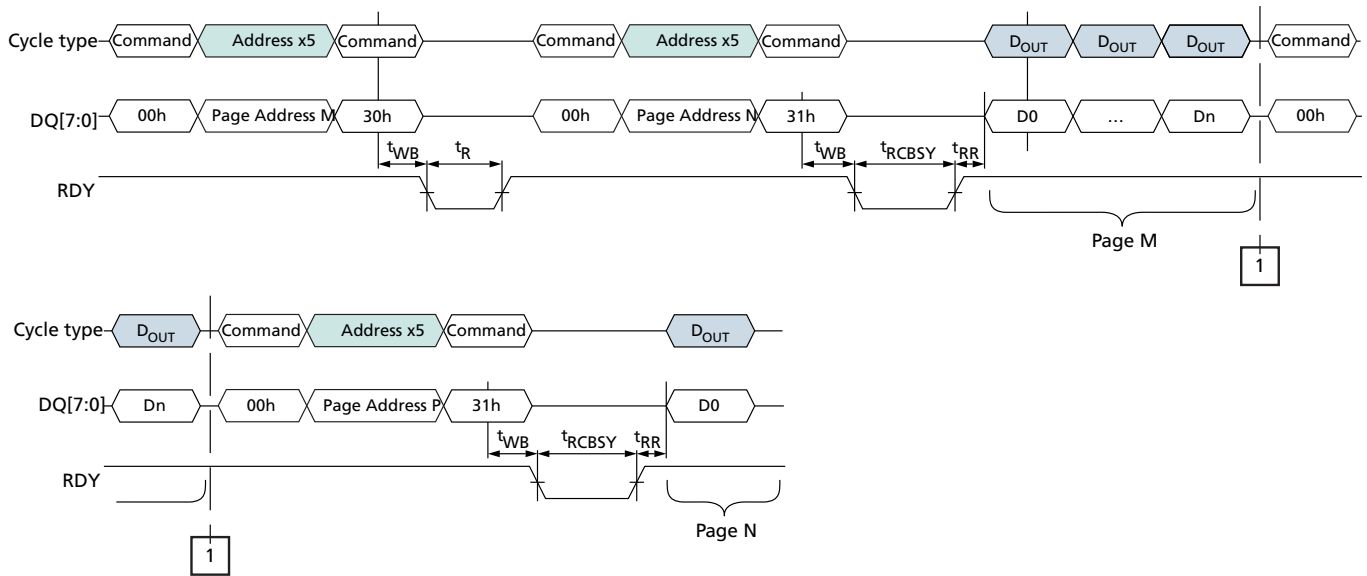 Cycle type Command Address x5 Command Command Address x5 Command DOUT DOUT DOUT Command
DQ[7:0] 00h Page Address M 30h 00h Page Address N 31h D0 … Dn 00h
tWB tR tWB tRCBSY tRR
RDY
Page M
1
Cycle type DOUT Command Address x5 Command DOUT
DQ[7:0] Dn 00h Page Address P 31h D0
tWB tRCBSY tRR
RDY
Page N
1